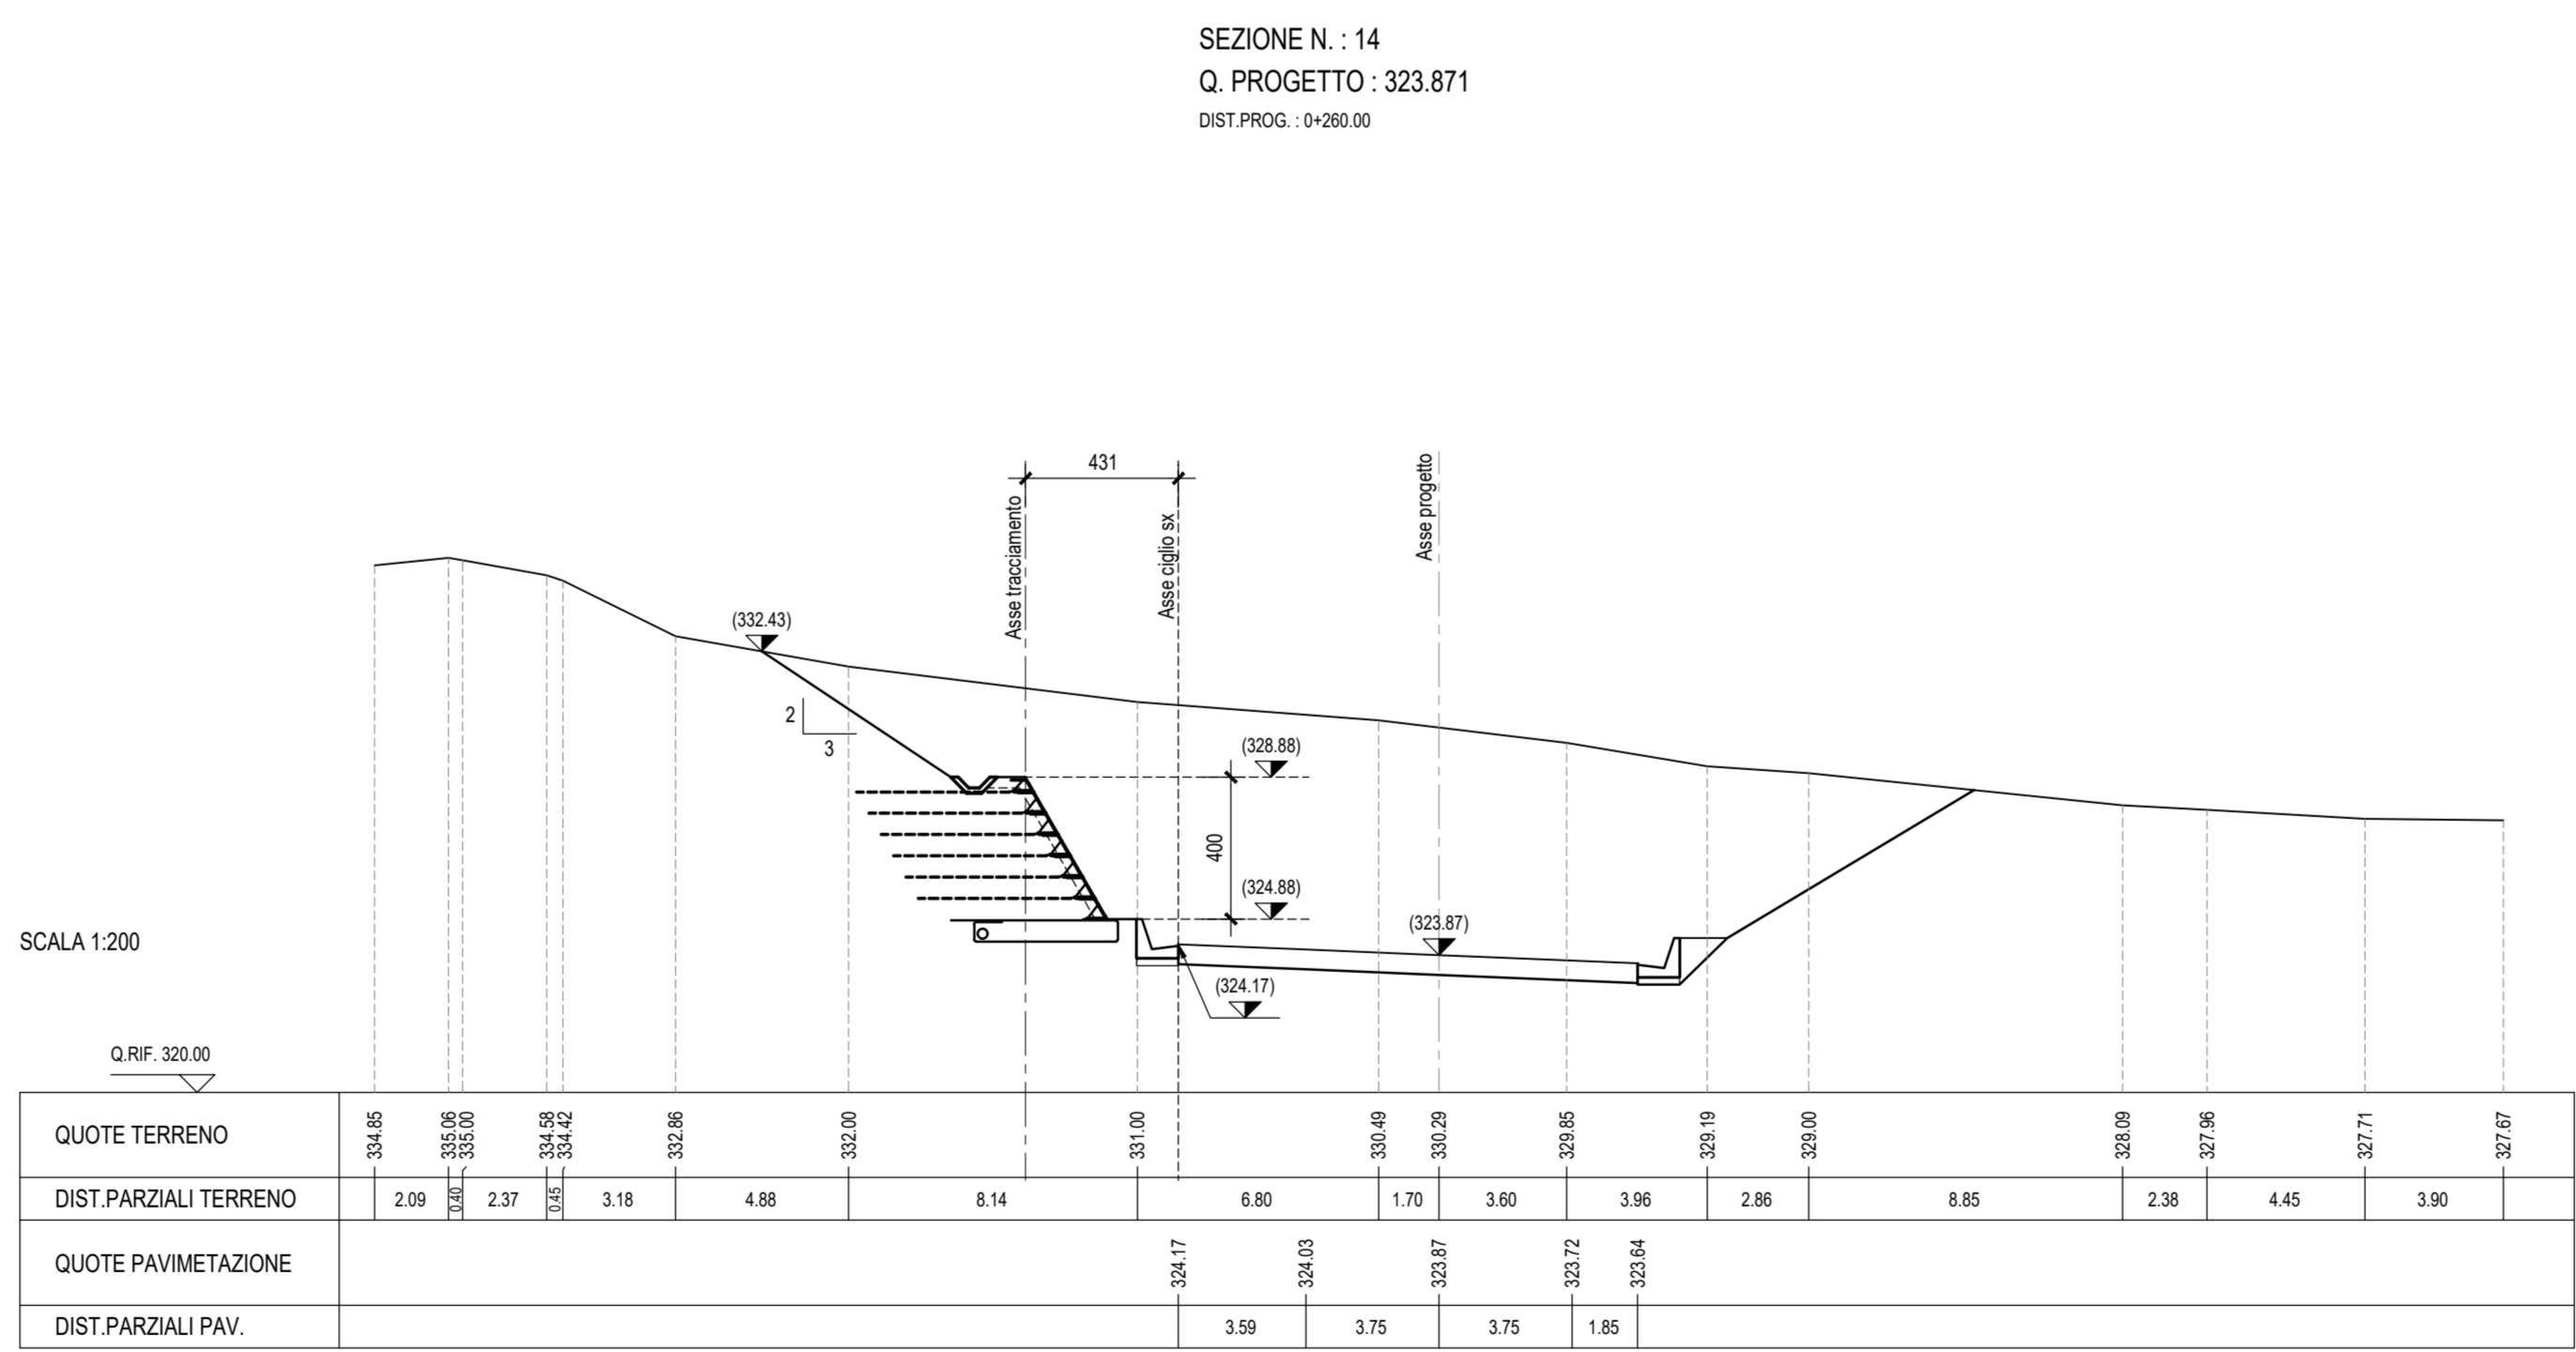 SEZIONE N. : 14
Q. PROGETTO : 323.871
DIST.PROG. : 0+260.00
431
Asse tracciamento
Asse ciglio sx
Asse progetto
(332.43)
2
3
(328.88)
400
(324.88)
(323.87)
(324.17)
SCALA 1:200
Q.RIF. 320.00
QUOTE TERRENO 334.85 335.06 335.00 334.58 334.42 332.86 332.00 331.00 330.49 330.29 329.85 329.19 329.00 328.09 327.96 327.71 327.67
DIST.PARZIALI TERRENO 2.09 0.40 2.37 0.45 3.18 4.88 8.14 6.80 1.70 3.60 3.96 2.86 8.85 2.38 4.45 3.90
QUOTE PAVIMETAZIONE 324.17 324.03 323.87 323.72 323.64
DIST.PARZIALI PAV. 3.59 3.75 3.75 1.85